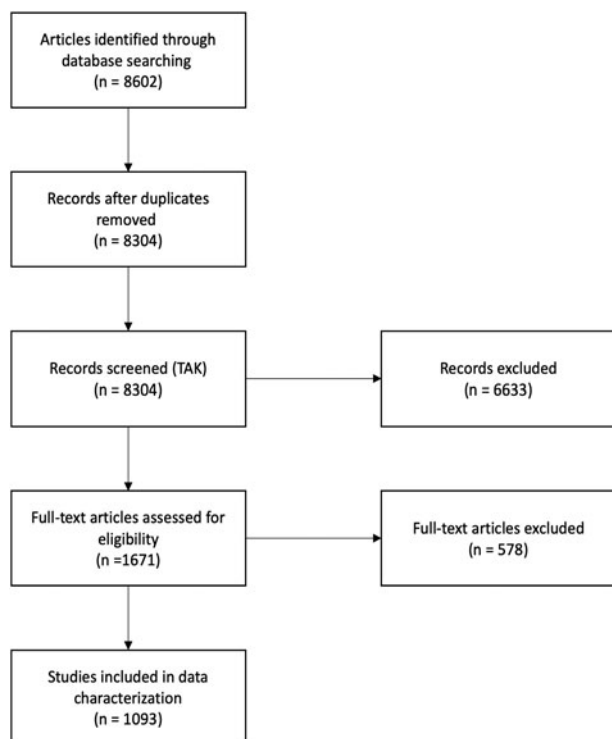 Articles identified through
database searching
(n = 8602)
Records after duplicates
removed
(n = 8304)
Records screened (TAK)
(n = 8304)
Records excluded
(n = 6633)
Full-text articles assessed for
eligibility
(n =1671)
Full-text articles excluded
(n = 578)
Studies included in data
characterization
(n = 1093)